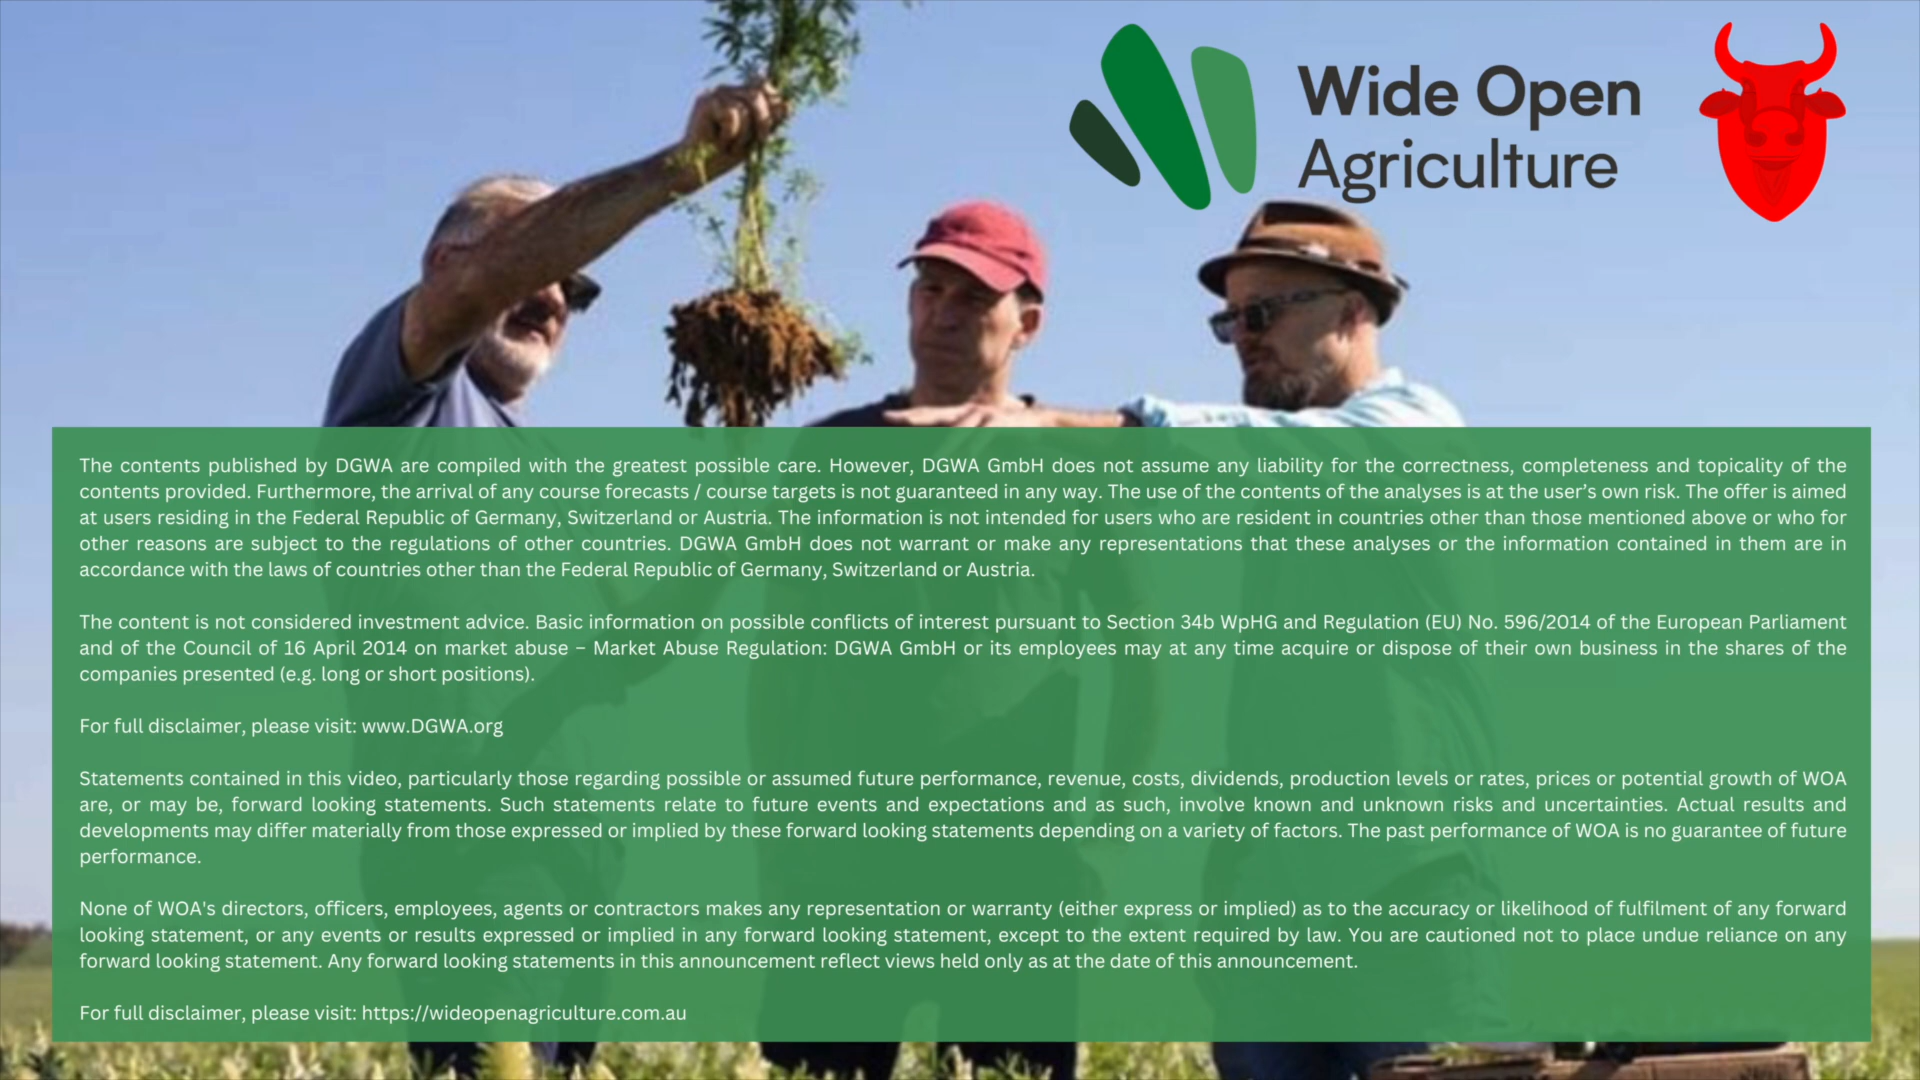 Wide Open
Agriculture
The contents published by DGWA are compiled with the greatest possible care. However, DGWA GmbH does not assume any liability for the correctness, completeness and topicality of the
contents provided. Furthermore, the arrival of any course forecasts / course targets is not guaranteed in any way. The use of the contents of the analyses is at the user’s own risk. The offer is aimed
at users residing in the Federal Republic of Germany, Switzerland or Austria. The information is not intended for users who are resident in countries other than those mentioned above or who for
other reasons are subject to the regulations of other countries. DGWA GmbH does not warrant or make any representations that these analyses or the information contained in them are in
accordance with the laws of countries other than the Federal Republic of Germany, Switzerland or Austria.
The content is not considered investment advice. Basic information on possible conflicts of interest pursuant to Section 34b WpHG and Regulation (EU) No. 596/2014 of the European Parliament
and of the Council of 16 April 2014 on market abuse – Market Abuse Regulation: DGWA GmbH or its employees may at any time acquire or dispose of their own business in the shares of the
companies presented (e.g. long or short positions).
For full disclaimer, please visit: www.DGWA.org
Statements contained in this video, particularly those regarding possible or assumed future performance, revenue, costs, dividends, production levels or rates, prices or potential growth of WOA
are, or may be, forward looking statements. Such statements relate to future events and expectations and as such, involve known and unknown risks and uncertainties. Actual results and
developments may differ materially from those expressed or implied by these forward looking statements depending on a variety of factors. The past performance of WOA is no guarantee of future
performance.
None of WOA's directors, officers, employees, agents or contractors makes any representation or warranty (either express or implied) as to the accuracy or likelihood of fulfilment of any forward
looking statement, or any events or results expressed or implied in any forward looking statement, except to the extent required by law. You are cautioned not to place undue reliance on any
forward looking statement. Any forward looking statements in this announcement reflect views held only as at the date of this announcement.
For full disclaimer, please visit: https://wideopenagriculture.com.au